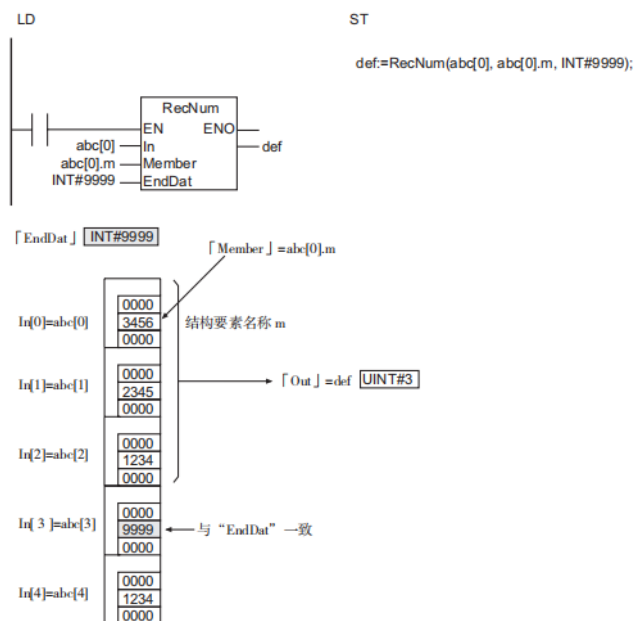 LD
ST
def:=RecNum(abc[0], abc[0].m, INT#9999);
RecNum
EN ENO
abc[0] In def
abc[0].m Member
INT#9999 EndDat
「EndDat」 INT#9999
「Member」=abc[0].m
0000
In[0]=abc[0] 3456 结构要素名称 m
0000
0000
In[1]=abc[1] 2345 「Out」=def UINT#3
0000
0000
In[2]=abc[2] 1234
0000
0000
In[ 3 ]=abc[3] 9999 与“EndDat”一致
0000
0000
In[4]=abc[4] 1234
0000